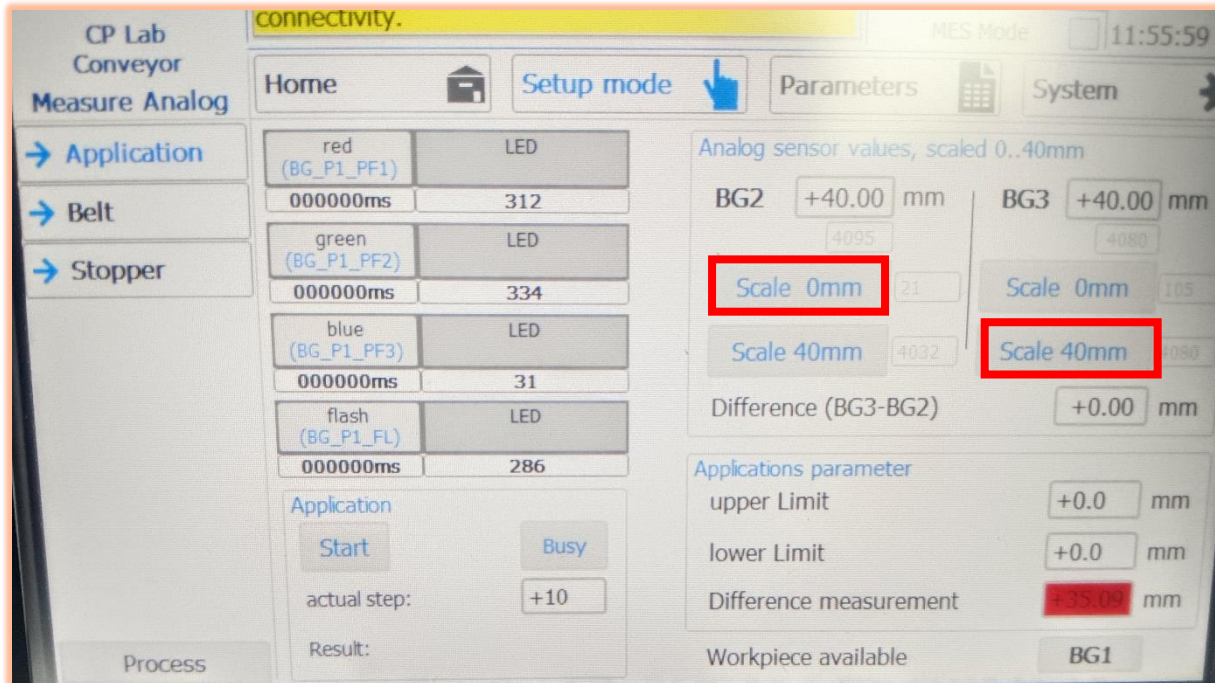 CP Lab
Conveyor
Measure Analog
connectivity.
MES Mode
11:55:59
Home
Setup mode
Parameters
System
Application
Belt
Stopper
Process
red
(BG_P1_PF1)
LED
000000ms 312
green
(BG_P1_PF2)
LED
000000ms 334
blue
(BG_P1_PF3)
LED
000000ms 31
flash
(BG_P1_FL)
LED
000000ms 286
Application
Start Busy
actual step: +10
Result:
Analog sensor values, scaled 0..40mm
BG2 +40.00 mm BG3 +40.00 mm
4095 4080
Scale 0mm 21 Scale 0mm 105
Scale 40mm 4032 Scale 40mm 4080
Difference (BG3-BG2) +0.00 mm
Applications parameter
upper Limit +0.0 mm
lower Limit +0.0 mm
Difference measurement +35.09 mm
Workpiece available BG1